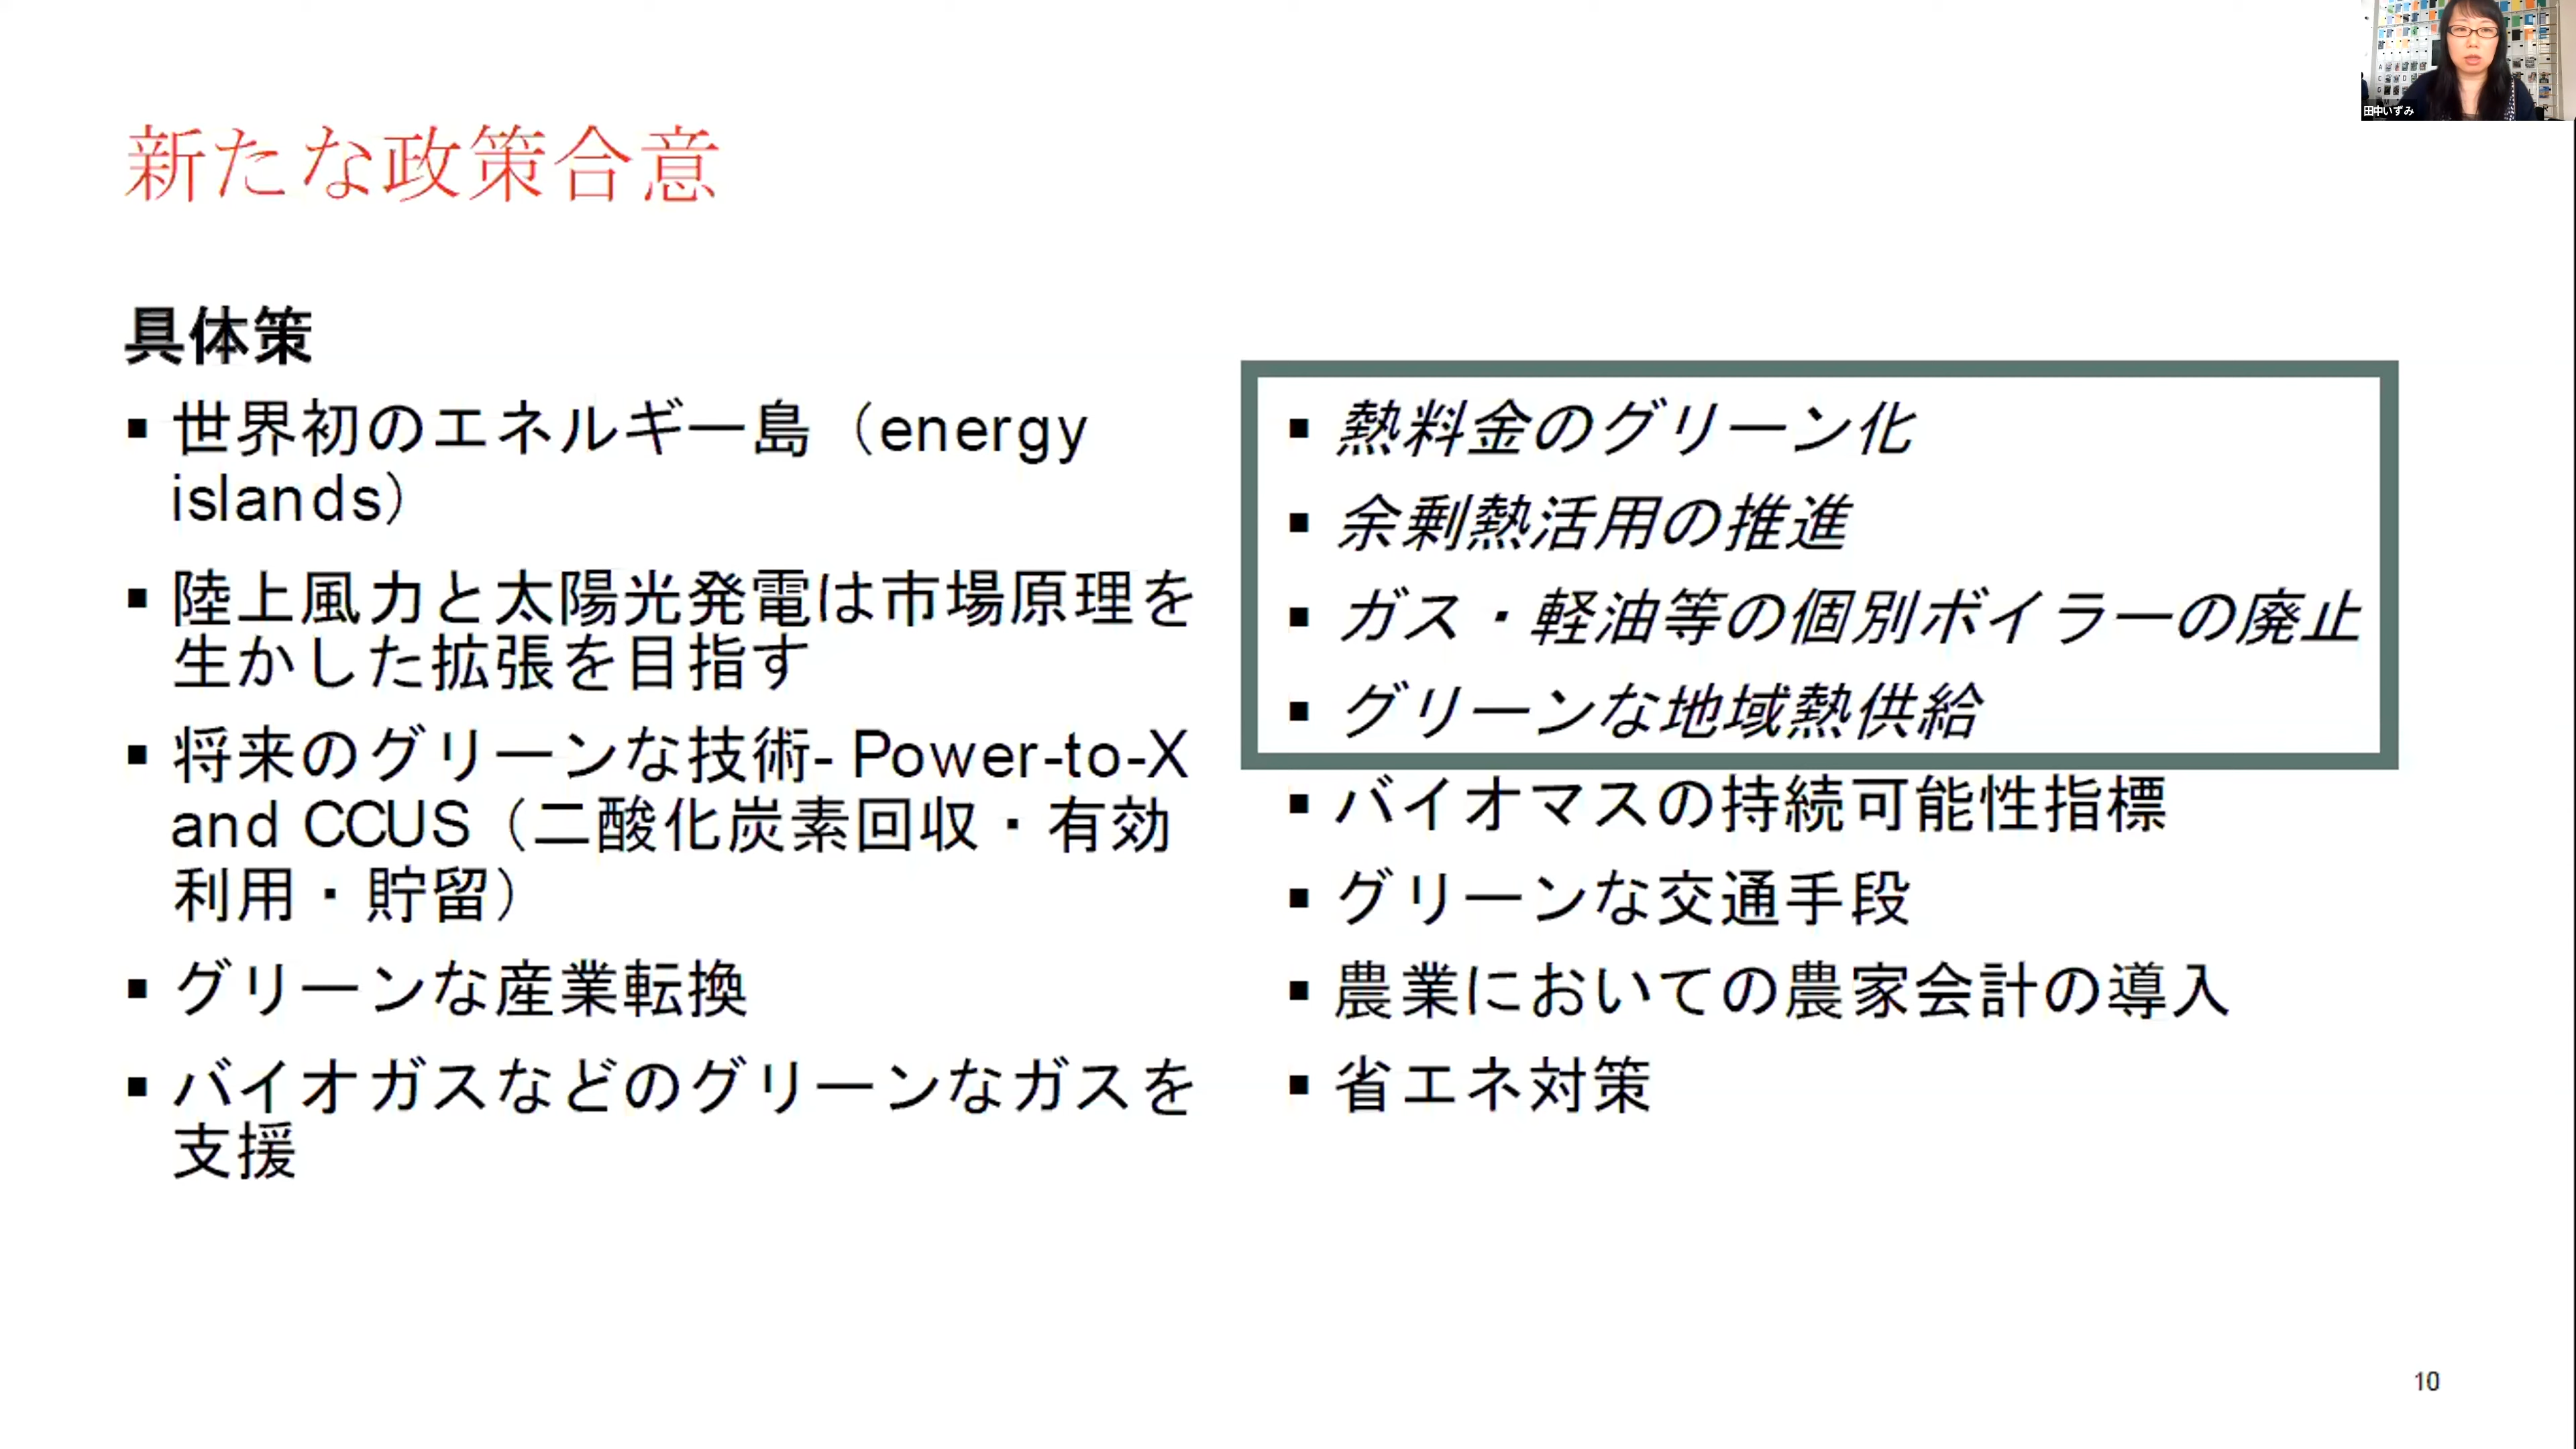 田中いずみ
新たな政策合意
具体策
▪ 世界初のエネルギー島（energy
islands）
▪ 陸上風力と太陽光発電は市場原理を
生かした拡張を目指す
▪ 将来のグリーンな技術- Power-to-X
and CCUS（二酸化炭素回収・有効
利用・貯留）
▪ グリーンな産業転換
▪ バイオガスなどのグリーンなガスを
支援
▪ 熱料金のグリーン化
▪ 余剰熱活用の推進
▪ ガス・軽油等の個別ボイラーの廃止
▪ グリーンな地域熱供給
▪ バイオマスの持続可能性指標
▪ グリーンな交通手段
▪ 農業においての農家会計の導入
▪ 省エネ対策
10